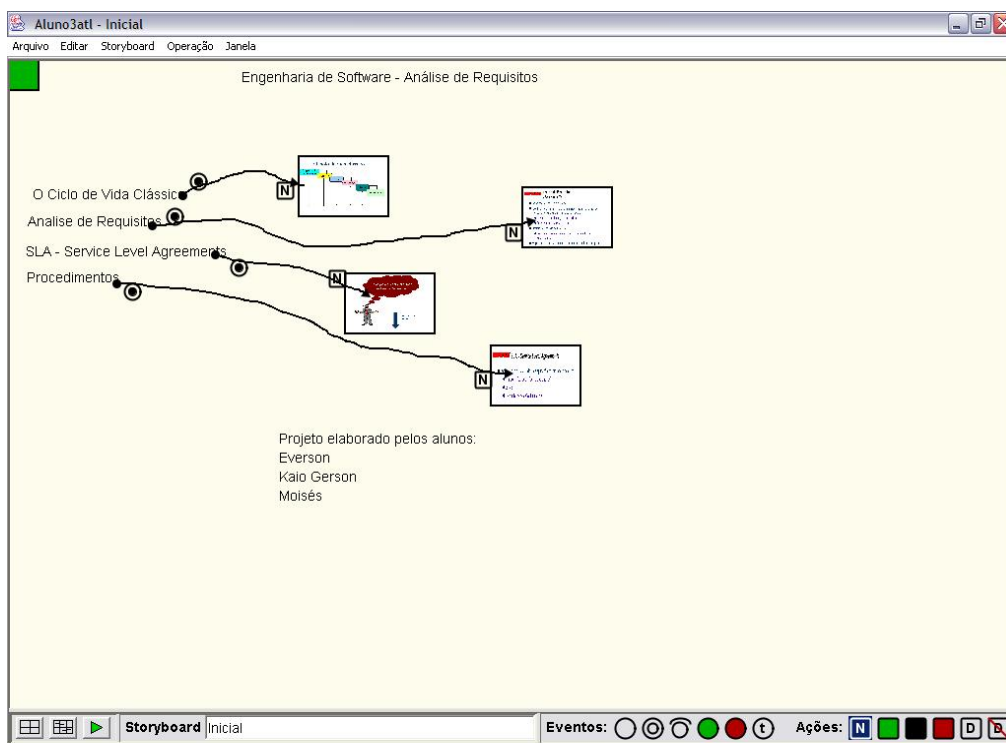 Aluno3atl - Inicial
Arquivo Editar Storyboard Operação Janela
Engenharia de Software - Análise de Requisitos
O Ciclo de Vida Clássico
N
Analise de Requisitos
N
SLA - Service Level Agreements
N
Procedimentos
N
Projeto elaborado pelos alunos:
Everson
Kaio Gerson
Moisés
Storyboard Inicial Eventos: t Ações: N D D